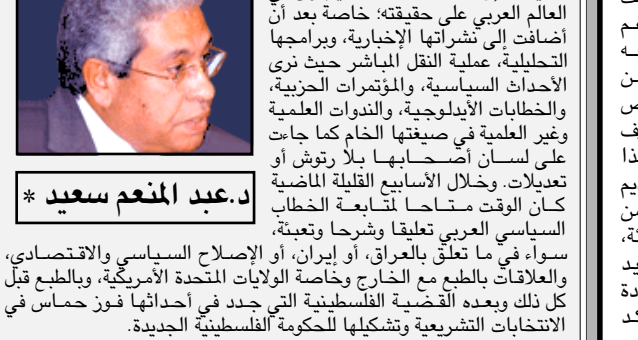 العالم العربي على حقيقته؛ خاصة بعد أن
أضافت إلى نشراتها الإخبارية، وبرامجها
التحليلية، عملية النقل المباشر حيث نرى
الأحداث السياسية، والمؤتمرات الحزبية،
والخطابات الأيدلوجية، والندوات العلمية
وغير العلمية في صيغتها الخام كما جاءت
على لسان أصحابها بلا رتوش أو
تعديلات. وخلال الأسابيع القليلة الماضية
كان الوقت متاحا لمتابعة الخطاب
السياسي العربي تعليقا وشرحا وتعبئة،
سواء في ما تعلق بالعراق، أو إيران، أو الإصلاح السياسي والاقتصادي،
والعلاقات بالطبع مع الخارج وخاصة الولايات المتحدة الأمريكية، وبالطبع قبل
كل ذلك وبعده القضية الفلسطينية التي جدد في أحداثها فوز حماس في
الانتخابات التشريعية وتشكيلها للحكومة الفلسطينية الجديدة.
د.عبد المنعم سعيد *